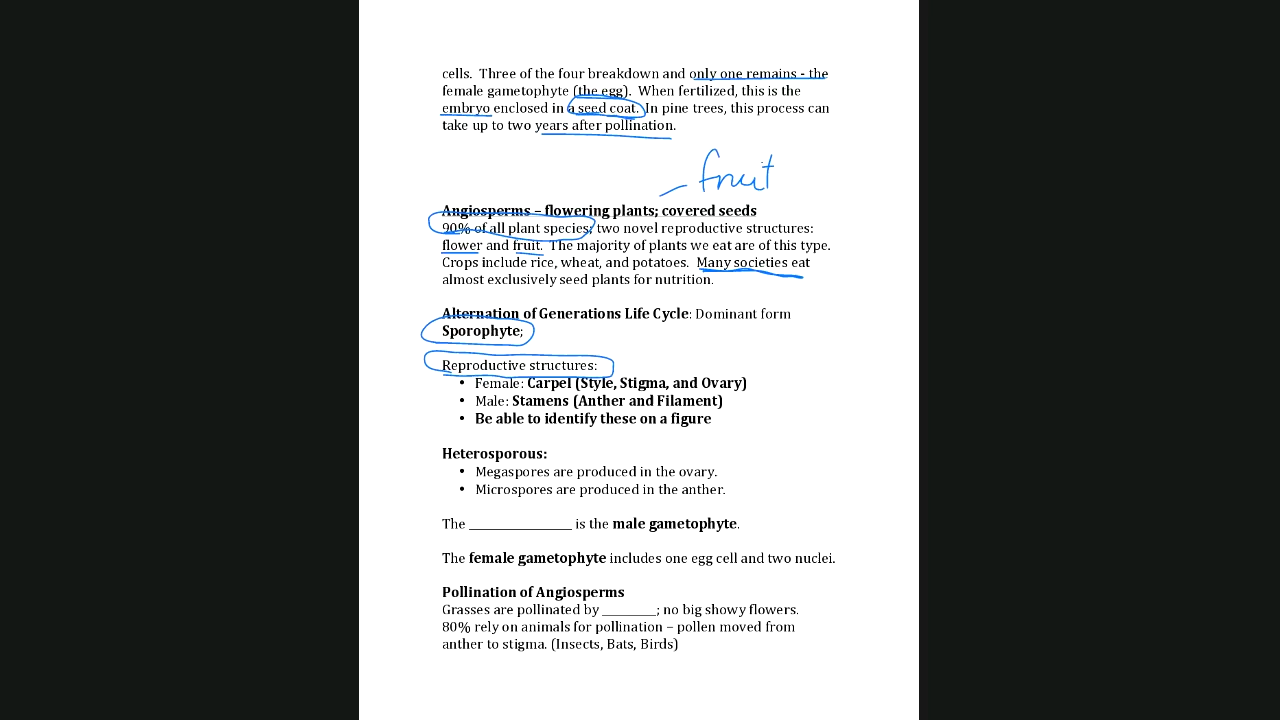 cells. Three of the four breakdown and only one remains - the
female gametophyte (the egg). When fertilized, this is the
embryo enclosed in a seed coat. In pine trees, this process can
take up to two years after pollination.
- fruit
Angiosperms – flowering plants; covered seeds
90% of all plant species; two novel reproductive structures:
flower and fruit. The majority of plants we eat are of this type.
Crops include rice, wheat, and potatoes. Many societies eat
almost exclusively seed plants for nutrition.
Alternation of Generations Life Cycle: Dominant form
Sporophyte;
Reproductive structures:
• Female: Carpel (Style, Stigma, and Ovary)
• Male: Stamens (Anther and Filament)
• Be able to identify these on a figure
Heterosporous:
• Megaspores are produced in the ovary.
• Microspores are produced in the anther.
The _________________ is the male gametophyte.
The female gametophyte includes one egg cell and two nuclei.
Pollination of Angiosperms
Grasses are pollinated by _________; no big showy flowers.
80% rely on animals for pollination – pollen moved from
anther to stigma. (Insects, Bats, Birds)